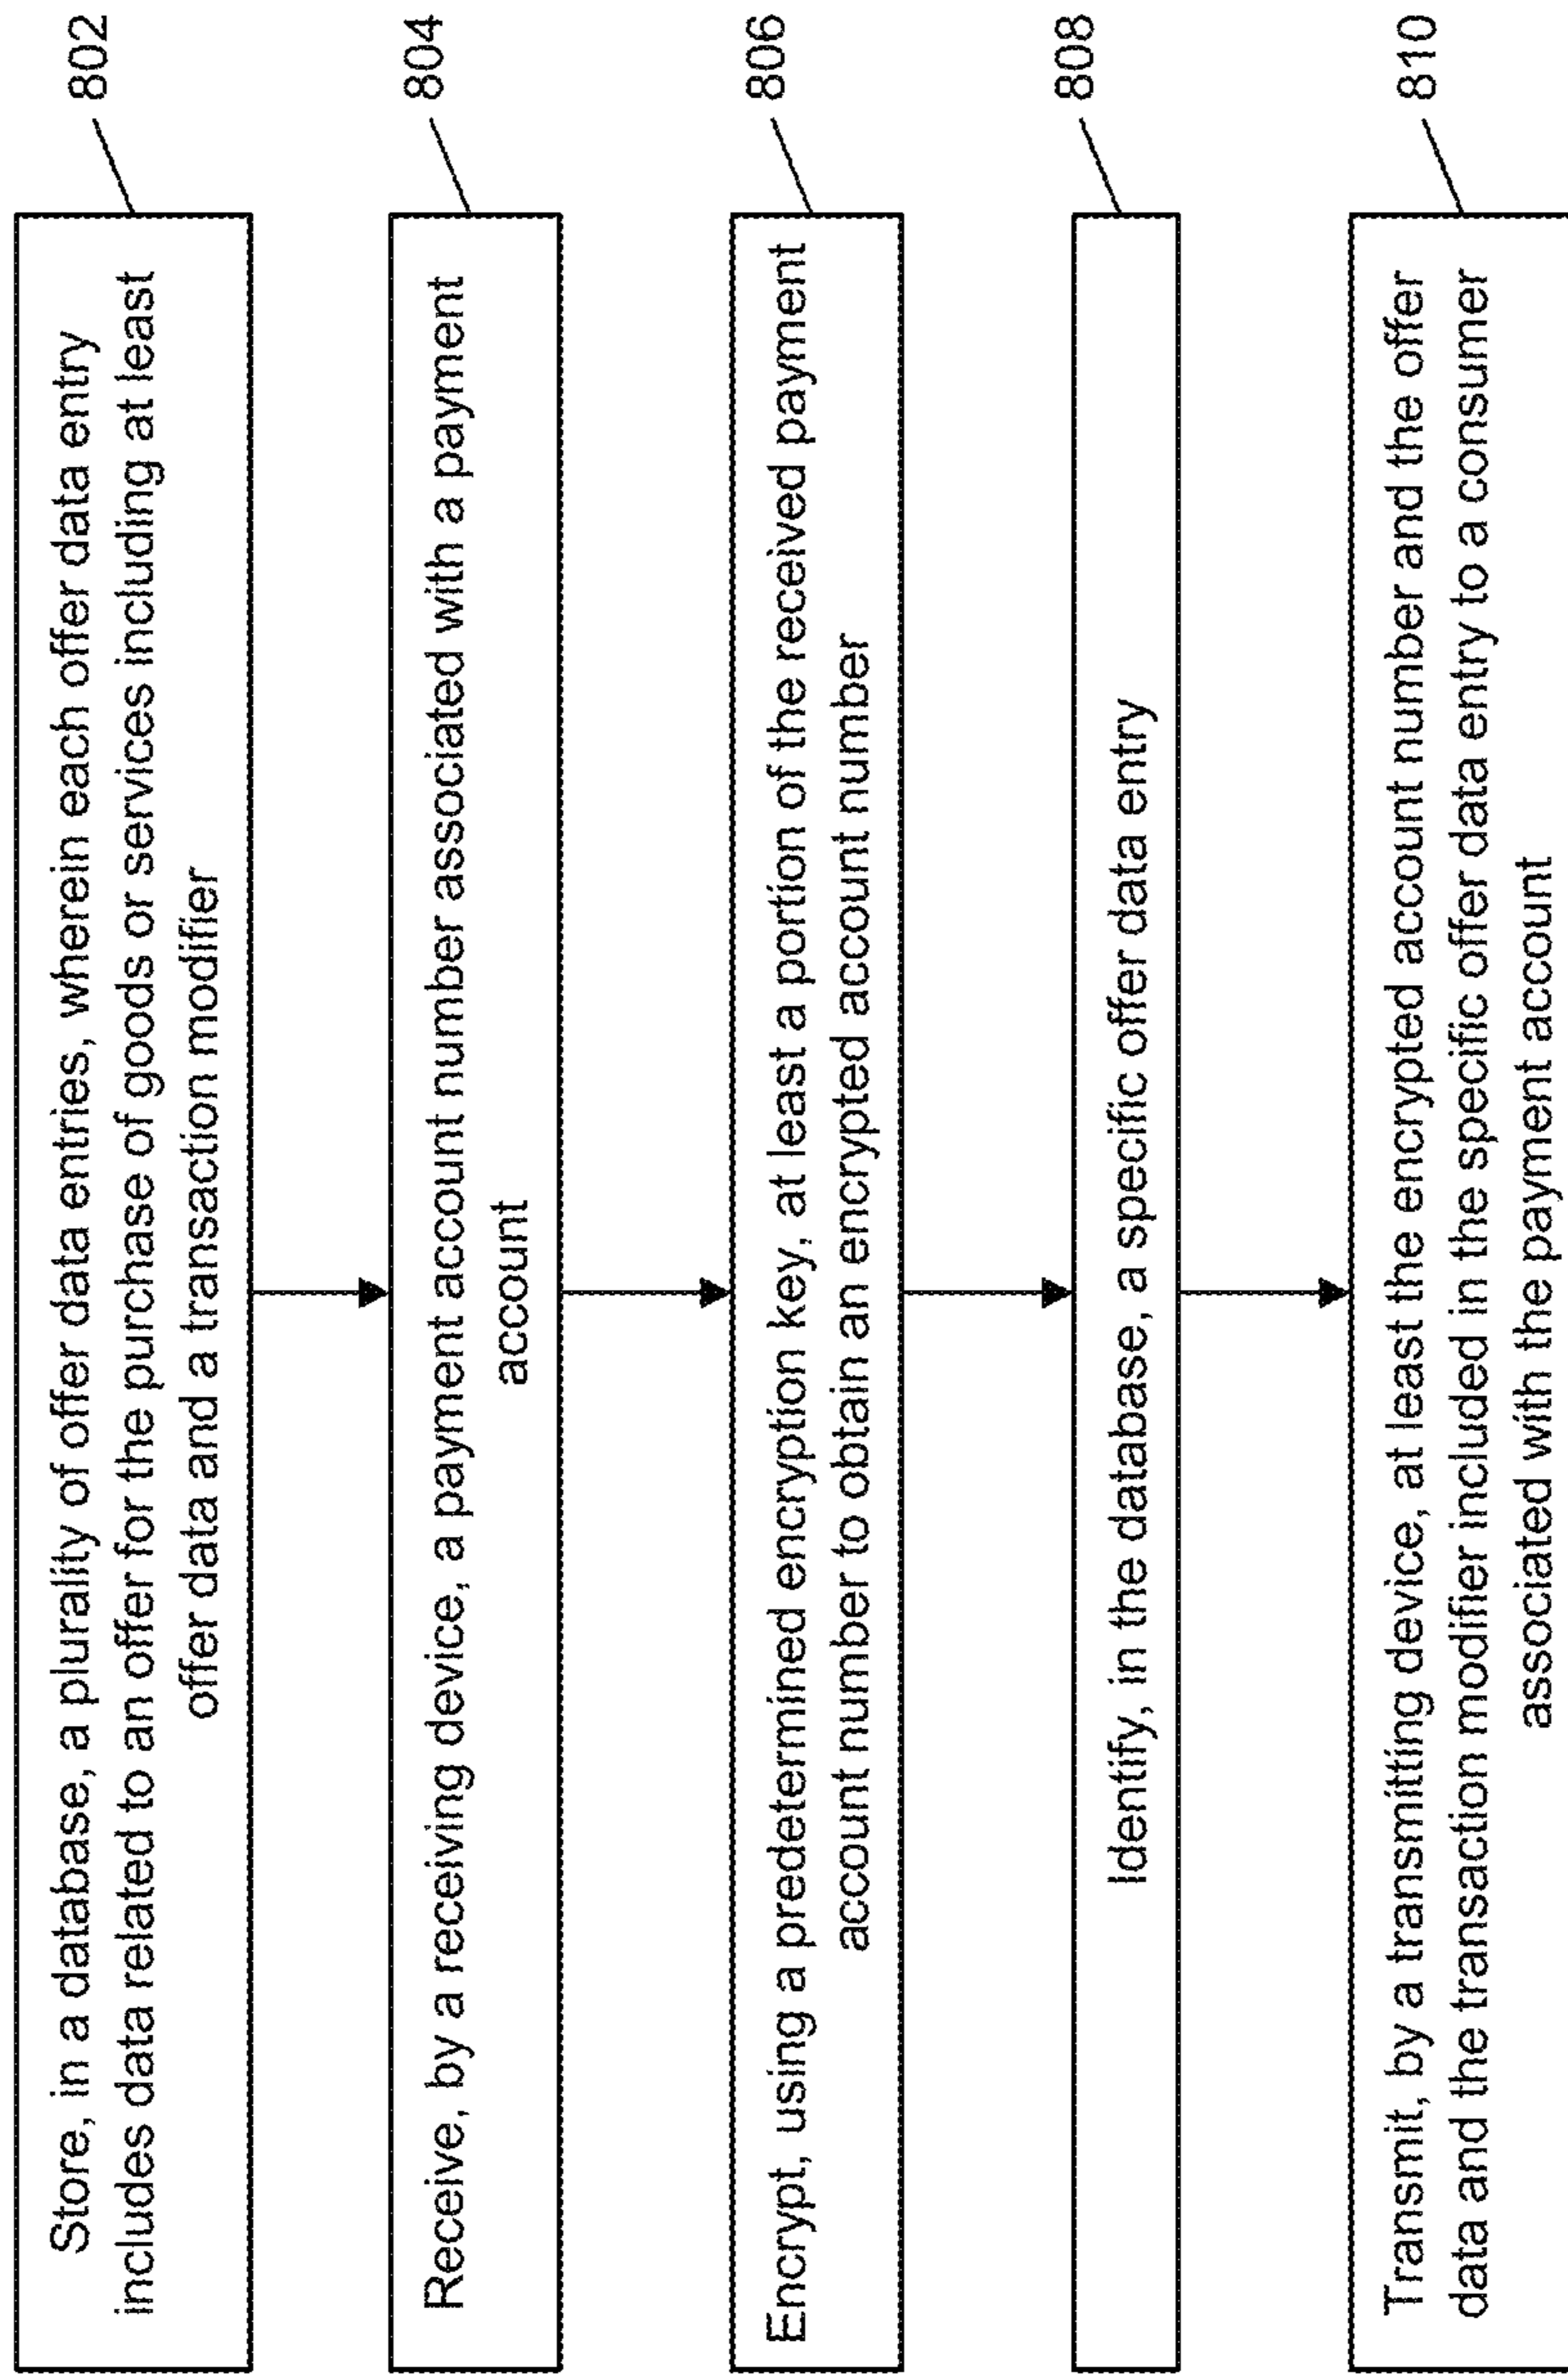 Store, in a database, a plurality of offer data entries, wherein each offer data entry
includes data related to an offer for the purchase of goods or services including at least
offer data and a transaction modifier
802
Receive, by a receiving device, a payment account number associated with a payment
account
804
Encrypt, using a predetermined encryption key, at least a portion of the received payment
account number to obtain an encrypted account number
806
Identify, in the database, a specific offer data entry
808
Transmit, by a transmitting device, at least the encrypted account number and the offer
data and the transaction modifier included in the specific offer data entry to a consumer
associated with the payment account
810